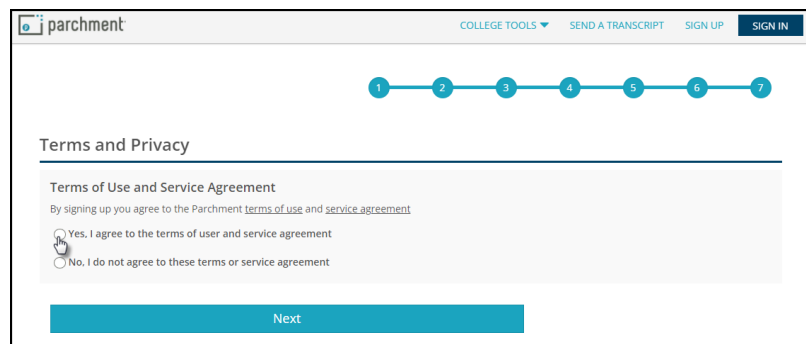 parchment
COLLEGE TOOLS SEND A TRANSCRIPT SIGN UP SIGN IN
1 2 3 4 5 6 7
Terms and Privacy
Terms of Use and Service Agreement
By signing up you agree to the Parchment terms of use and service agreement
Yes, I agree to the terms of user and service agreement
No, I do not agree to these terms or service agreement
Next